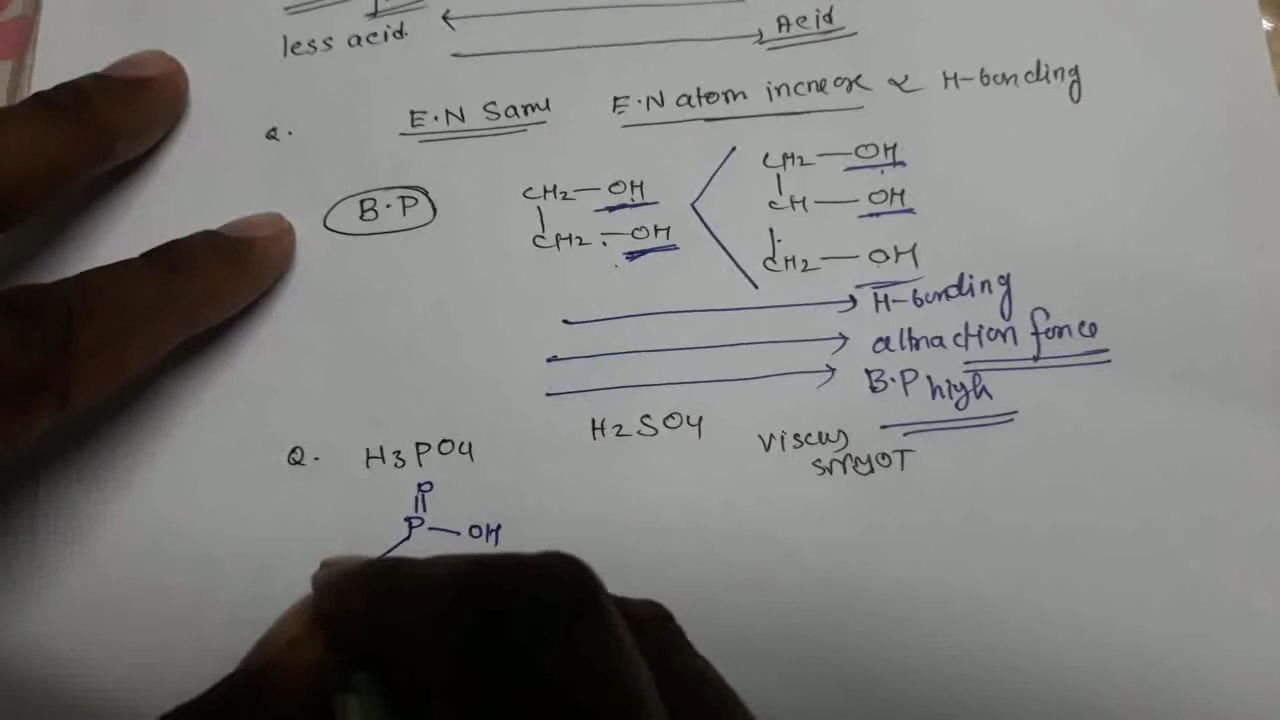 less acid
Acid
Q. E.N Same E.N atom increase ∝ H-bonding
B.P
CH2—OH
CH2—OH
<
CH2—OH
CH—OH
CH2—OH
H-bonding
attraction force
B.P high
Q. H3PO4 H2SO4 viscus
P
P—OH